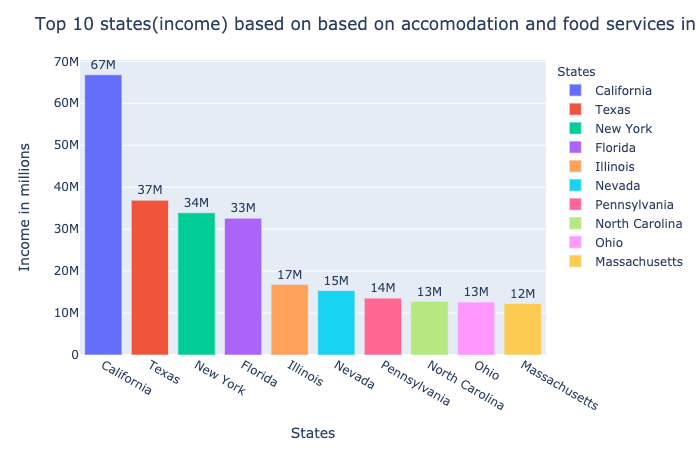 Top 10 states(income) based on based on accomodation and food services in
70M
60M
50M
40M
30M
20M
10M
0
Income in millions
67M
37M
34M
33M
17M
15M
14M
13M
13M
12M
California
Texas
New York
Florida
Illinois
Nevada
Pennsylvania
North Carolina
Ohio
Massachusetts
States
States
California
Texas
New York
Florida
Illinois
Nevada
Pennsylvania
North Carolina
Ohio
Massachusetts